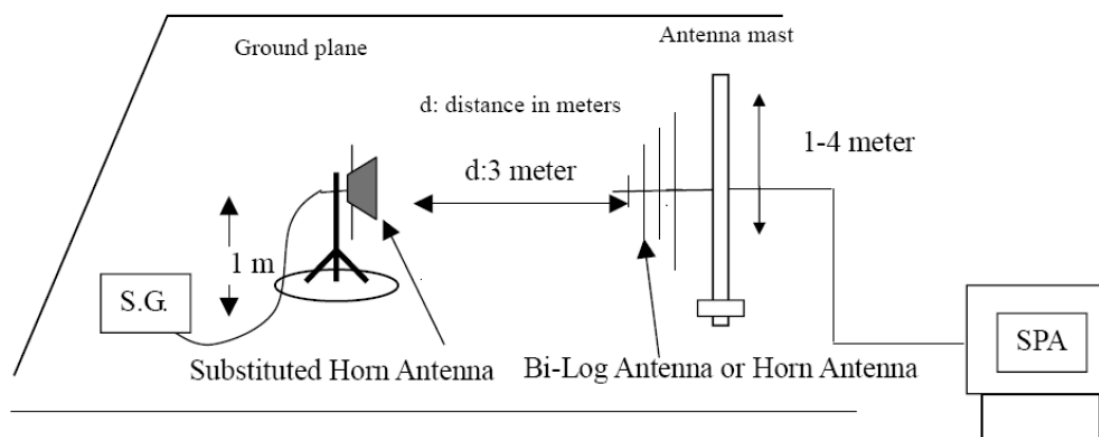 Ground plane
Antenna mast
d: distance in meters
d:3 meter
1-4 meter
1 m
S.G.
SPA
Substituted Horn Antenna
Bi-Log Antenna or Horn Antenna